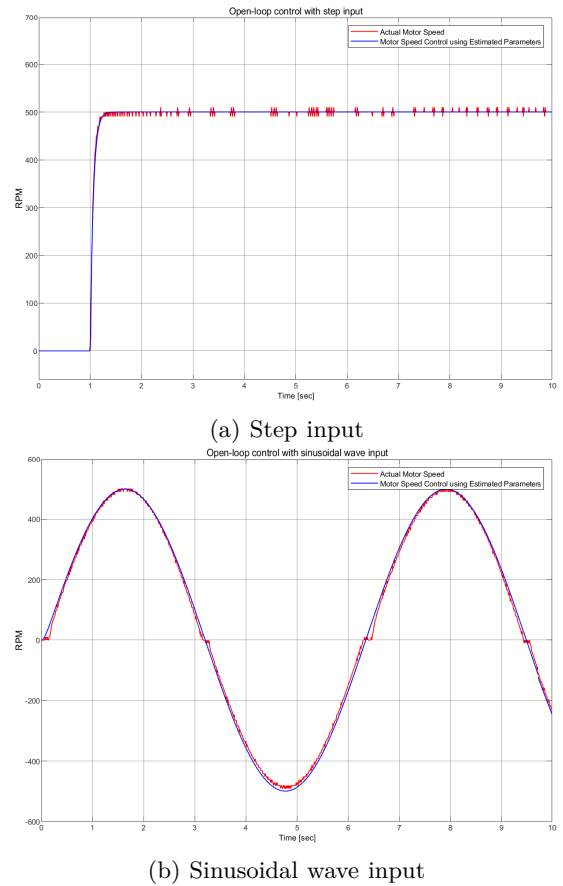 Open-loop control with step input
Actual Motor Speed
Motor Speed Control using Estimated Parameters
RPM
700
600
500
400
300
200
100
0
0 1 2 3 4 5 6 7 8 9 10
Time [sec]
(a) Step input
Open-loop control with sinusoidal wave input
Actual Motor Speed
Motor Speed Control using Estimated Parameters
RPM
600
400
200
0
-200
-400
-600
0 1 2 3 4 5 6 7 8 9 10
Time [sec]
(b) Sinusoidal wave input